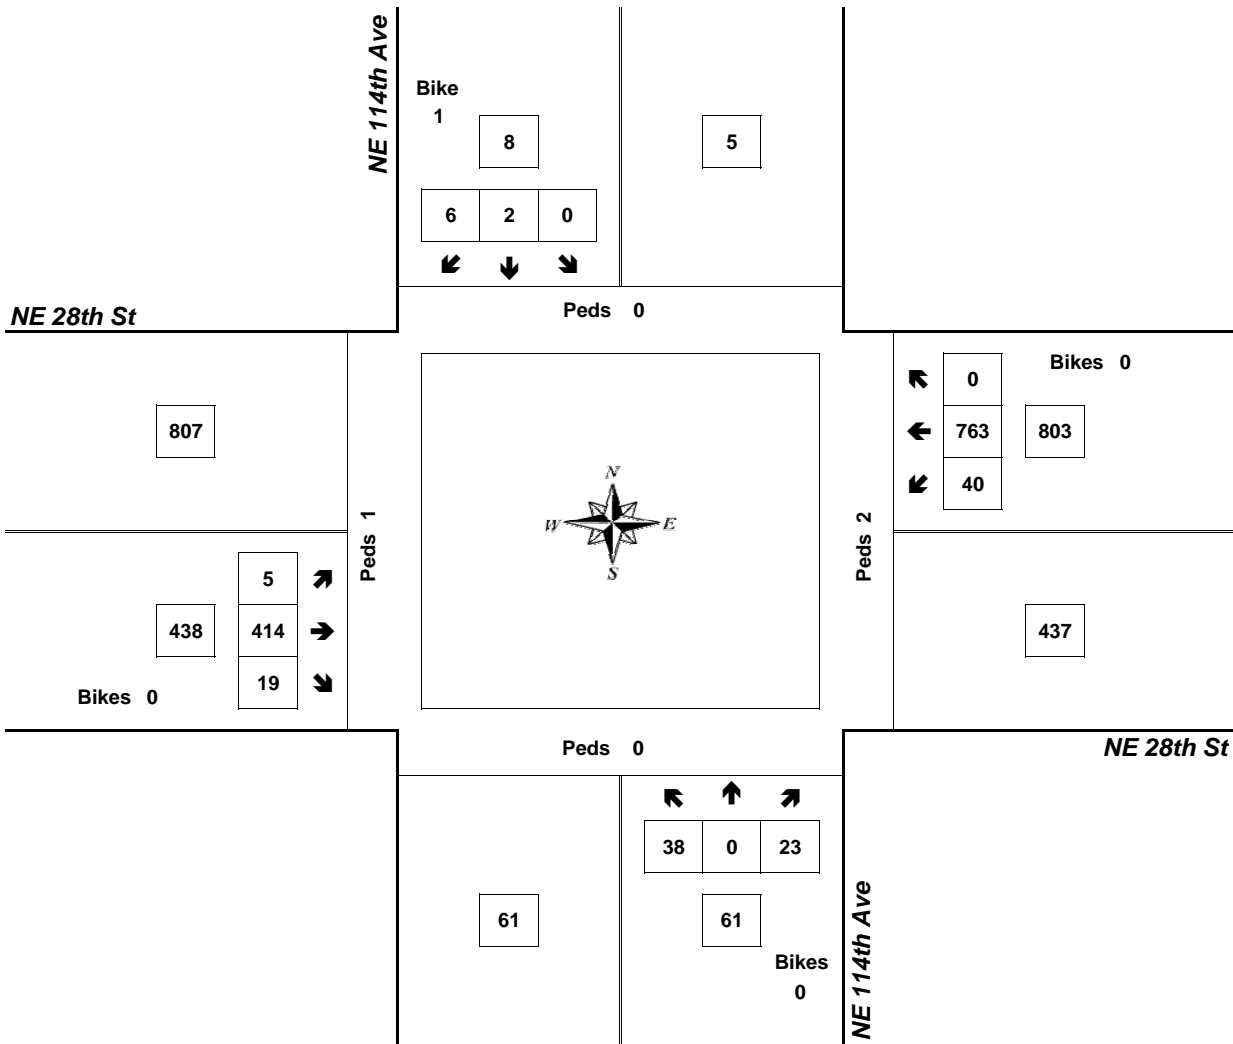 NE 114th Ave
Bike
1
8
5
6 2 0
Peds 0
NE 28th St
Bikes 0
0
807
763 803
40
N
W E
S
Peds 1
Peds 2
5
438 414
19
Bikes 0
437
Peds 0
NE 28th St
38 0 23
61
61
Bikes
0
NE 114th Ave